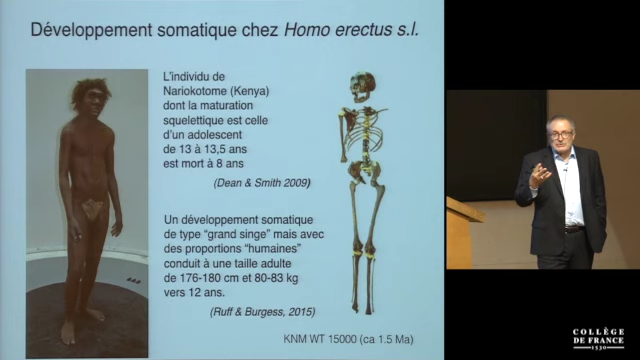 Développement somatique chez Homo erectus s.l.
L'individu de
Nariokotome (Kenya)
dont la maturation
squelettique est celle
d'un adolescent
de 13 à 13,5 ans
est mort à 8 ans
(Dean & Smith 2009)
Un développement somatique
de type “grand singe” mais avec
des proportions “humaines”
conduit à une taille adulte
de 176-180 cm et 80-83 kg
vers 12 ans.
(Ruff & Burgess, 2015)
KNM WT 15000 (ca 1.5 Ma)
COLLÈGE
DE FRANCE
1530